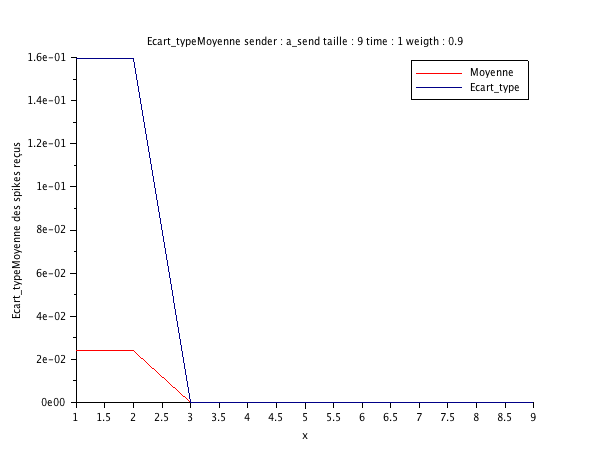 Ecart_typeMoyenne sender : a_send taille : 9 time : 1 weigth : 0.9
Moyenne
Ecart_type
Ecart_typeMoyenne des spikes reçus
1.6e-01
1.4e-01
1.2e-01
1e-01
8e-02
6e-02
4e-02
2e-02
0e00
1 1.5 2 2.5 3 3.5 4 4.5 5 5.5 6 6.5 7 7.5 8 8.5 9
x